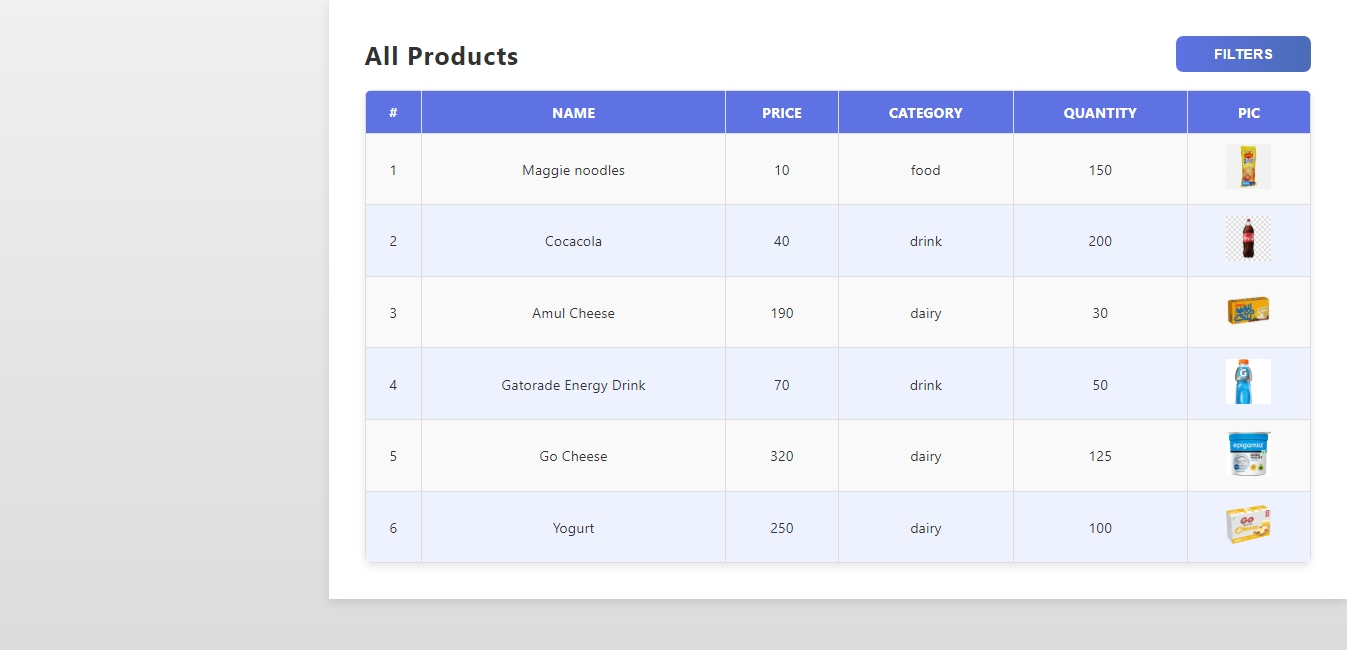 All Products
FILTERS
# NAME PRICE CATEGORY QUANTITY PIC
1 Maggie noodles 10 food 150
2 Cocacola 40 drink 200
3 Amul Cheese 190 dairy 30
4 Gatorade Energy Drink 70 drink 50
5 Go Cheese 320 dairy 125
epigamia
6 Yogurt 250 dairy 100
GO
Cheese